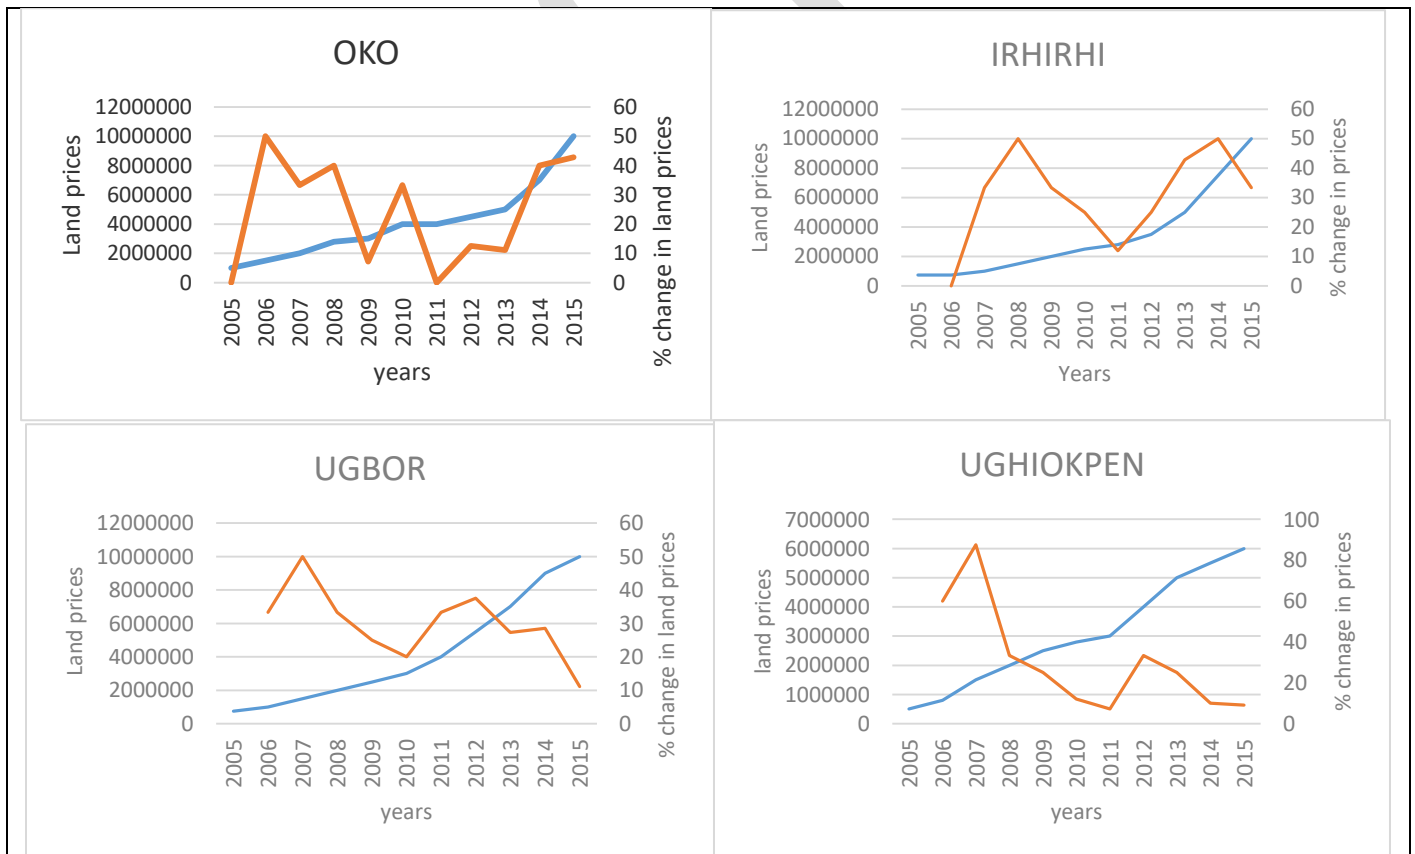 OKO
12000000 60
10000000 50
8000000 40
6000000 30
4000000 20
2000000 10
0 0
Land prices
% change in land prices
2005 2006 2007 2008 2009 2010 2011 2012 2013 2014 2015
years
IRHIRHI
12000000 60
10000000 50
8000000 40
6000000 30
4000000 20
2000000 10
0 0
Land prices
% change in prices
2005 2006 2007 2008 2009 2010 2011 2012 2013 2014 2015
Years
UGBOR
12000000 60
10000000 50
8000000 40
6000000 30
4000000 20
2000000 10
0 0
Land prices
% change in land prices
2005 2006 2007 2008 2009 2010 2011 2012 2013 2014 2015
years
UGHIOKPEN
7000000 100
6000000 80
5000000 60
4000000 40
3000000 20
2000000 0
1000000
0
land prices
% chnage in prices
2005 2006 2007 2008 2009 2010 2011 2012 2013 2014 2015
years